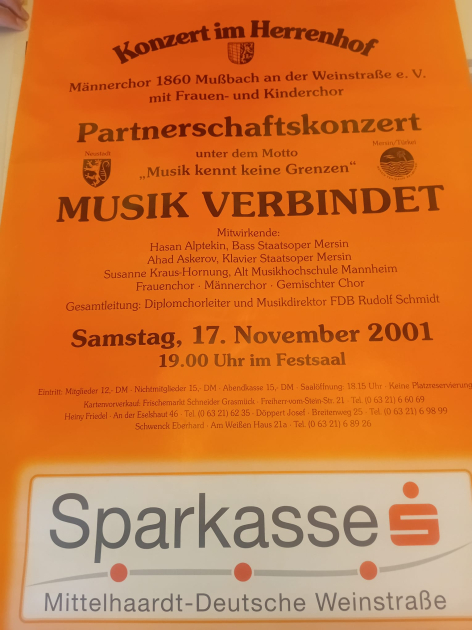 Konzert im Herrenhof
Männerchor 1860 Mußbach an der Weinstraße e. V.
mit Frauen- und Kinderchor
Partnerschaftskonzert
Neustadt
unter dem Motto
Mersin/Türkei
„Musik kennt keine Grenzen“
MUSIK VERBINDET
Mitwirkende:
Hasan Alptekin, Bass Staatsoper Mersin
Ahad Askerov, Klavier Staatsoper Mersin
Susanne Kraus-Hornung, Alt Musikhochschule Mannheim
Frauenchor · Männerchor · Gemischter Chor
Gesamtleitung: Diplomchorleiter und Musikdirektor FDB Rudolf Schmidt
Samstag, 17. November 2001
19.00 Uhr im Festsaal
Eintritt: Mitglieder 12,- DM · Nichtmitglieder 15,- DM · Abendkasse 15,- DM · Saalöffnung: 18.15 Uhr · Keine Platzreservierung
Kartenvorverkauf: Frischemarkt Schneider Grasmück · Freiherr-vom-Stein-Str. 21 · Tel. (0 63 21) 6 60 69
Heiny Friedel · An der Eselshaut 46 · Tel. (0 63 21) 62 35 · Döppert Josef · Breitenweg 25 · Tel. (0 63 21) 6 98 99
Schwenck Eberhard · Am Weißen Haus 21a · Tel. (0 63 21) 6 89 26
Sparkasse
Mittelhaardt-Deutsche Weinstraße